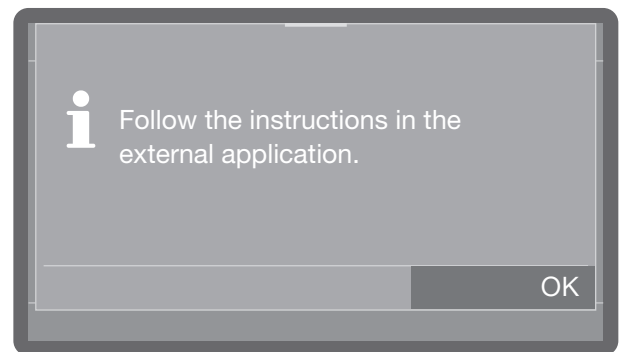 Follow the instructions in the
external application.
OK